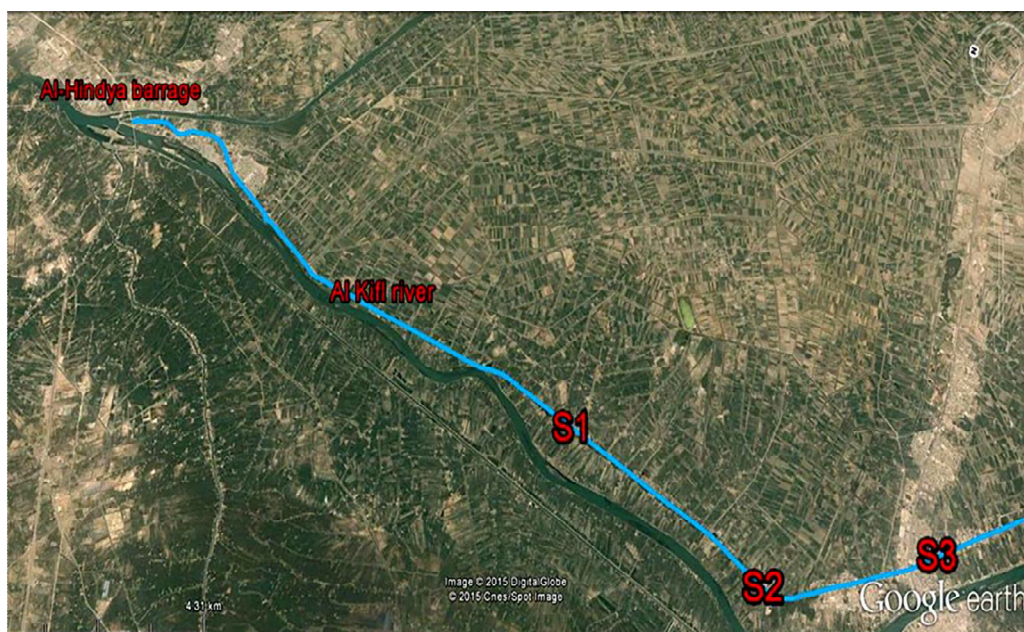 N
Al-Hindya barrage
Al Kifl river
S1
S2
S3
Image © 2015 DigitalGlobe
© 2015 Cnes/Spot Image
4.31 km
Google earth